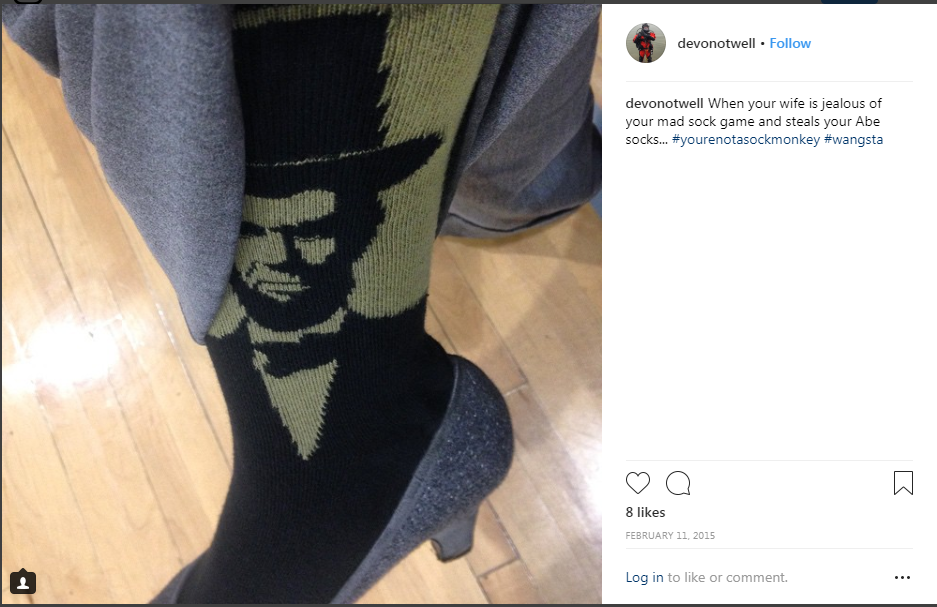 devonotwell • Follow
devonotwell When your wife is jealous of
your mad sock game and steals your Abe
socks... #yourenotasockmonkey #wangsta
8 likes
FEBRUARY 11, 2015
Log in to like or comment.